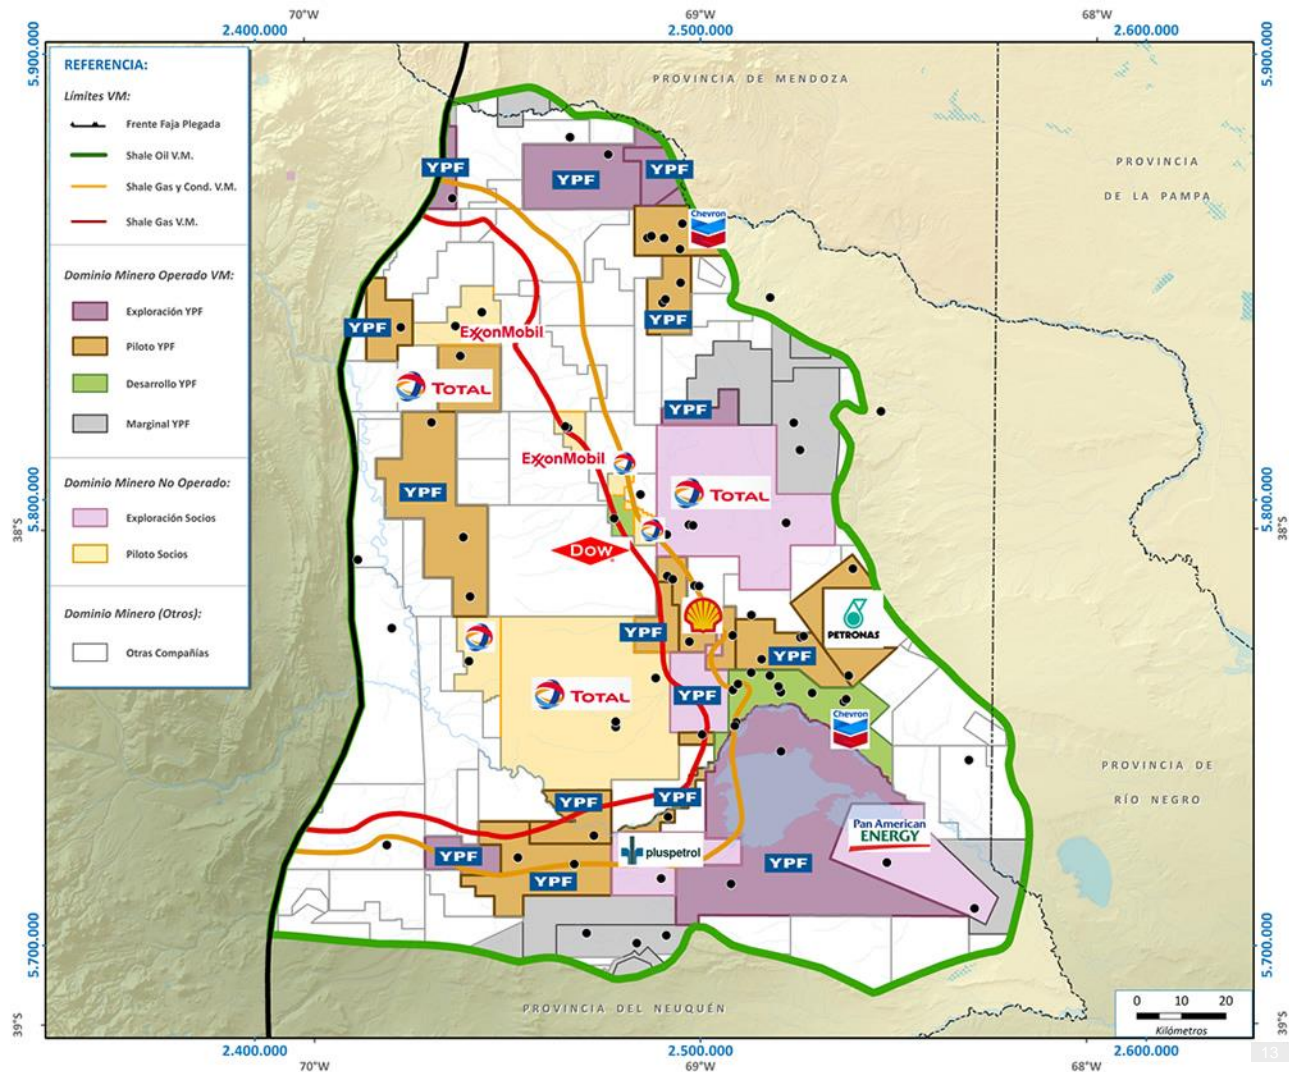 70°W
69°W
68°W
2.400.000
2.500.000
2.600.000
5.900.000
5.900.000
REFERENCIA:
Límites VM:
Frente Faja Plegada
Shale Oil V.M.
Shale Gas y Cond. V.M.
Shale Gas V.M.
Dominio Minero Operado VM:
Exploración YPF
Piloto YPF
Desarrollo YPF
Marginal YPF
Dominio Minero No Operado:
Exploración Socios
Piloto Socios
Dominio Minero (Otros):
Otras Compañías
PROVINCIA DE MENDOZA
PROVINCIA
DE LA PAMPA
YPF
YPF
YPF
Chevron
YPF
YPF
ExxonMobil
TOTAL
YPF
ExxonMobil
YPF
TOTAL
5.800.000
5.800.000
38°S
38°S
DOW
PETRONAS
YPF
YPF
TOTAL
YPF
Chevron
PROVINCIA DE
RÍO NEGRO
YPF
YPF
Pan American
ENERGY
pluspetrol
YPF
YPF
YPF
5.700.000
5.700.000
PROVINCIA DEL NEUQUÉN
0 10 20
Kilómetros
39°S
39°S
13
2.400.000
2.500.000
2.600.000
70°W
69°W
68°W